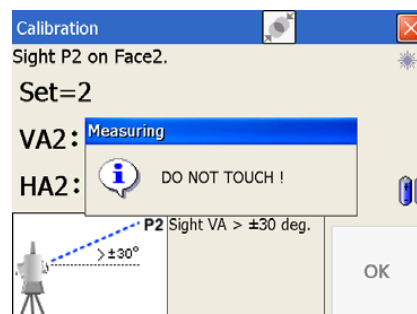 Calibration
Sight P2 on Face2.
Set=2
VA2:
Measuring
DO NOT TOUCH !
HA2:
P2
>±30°
Sight VA > ±30 deg.
OK